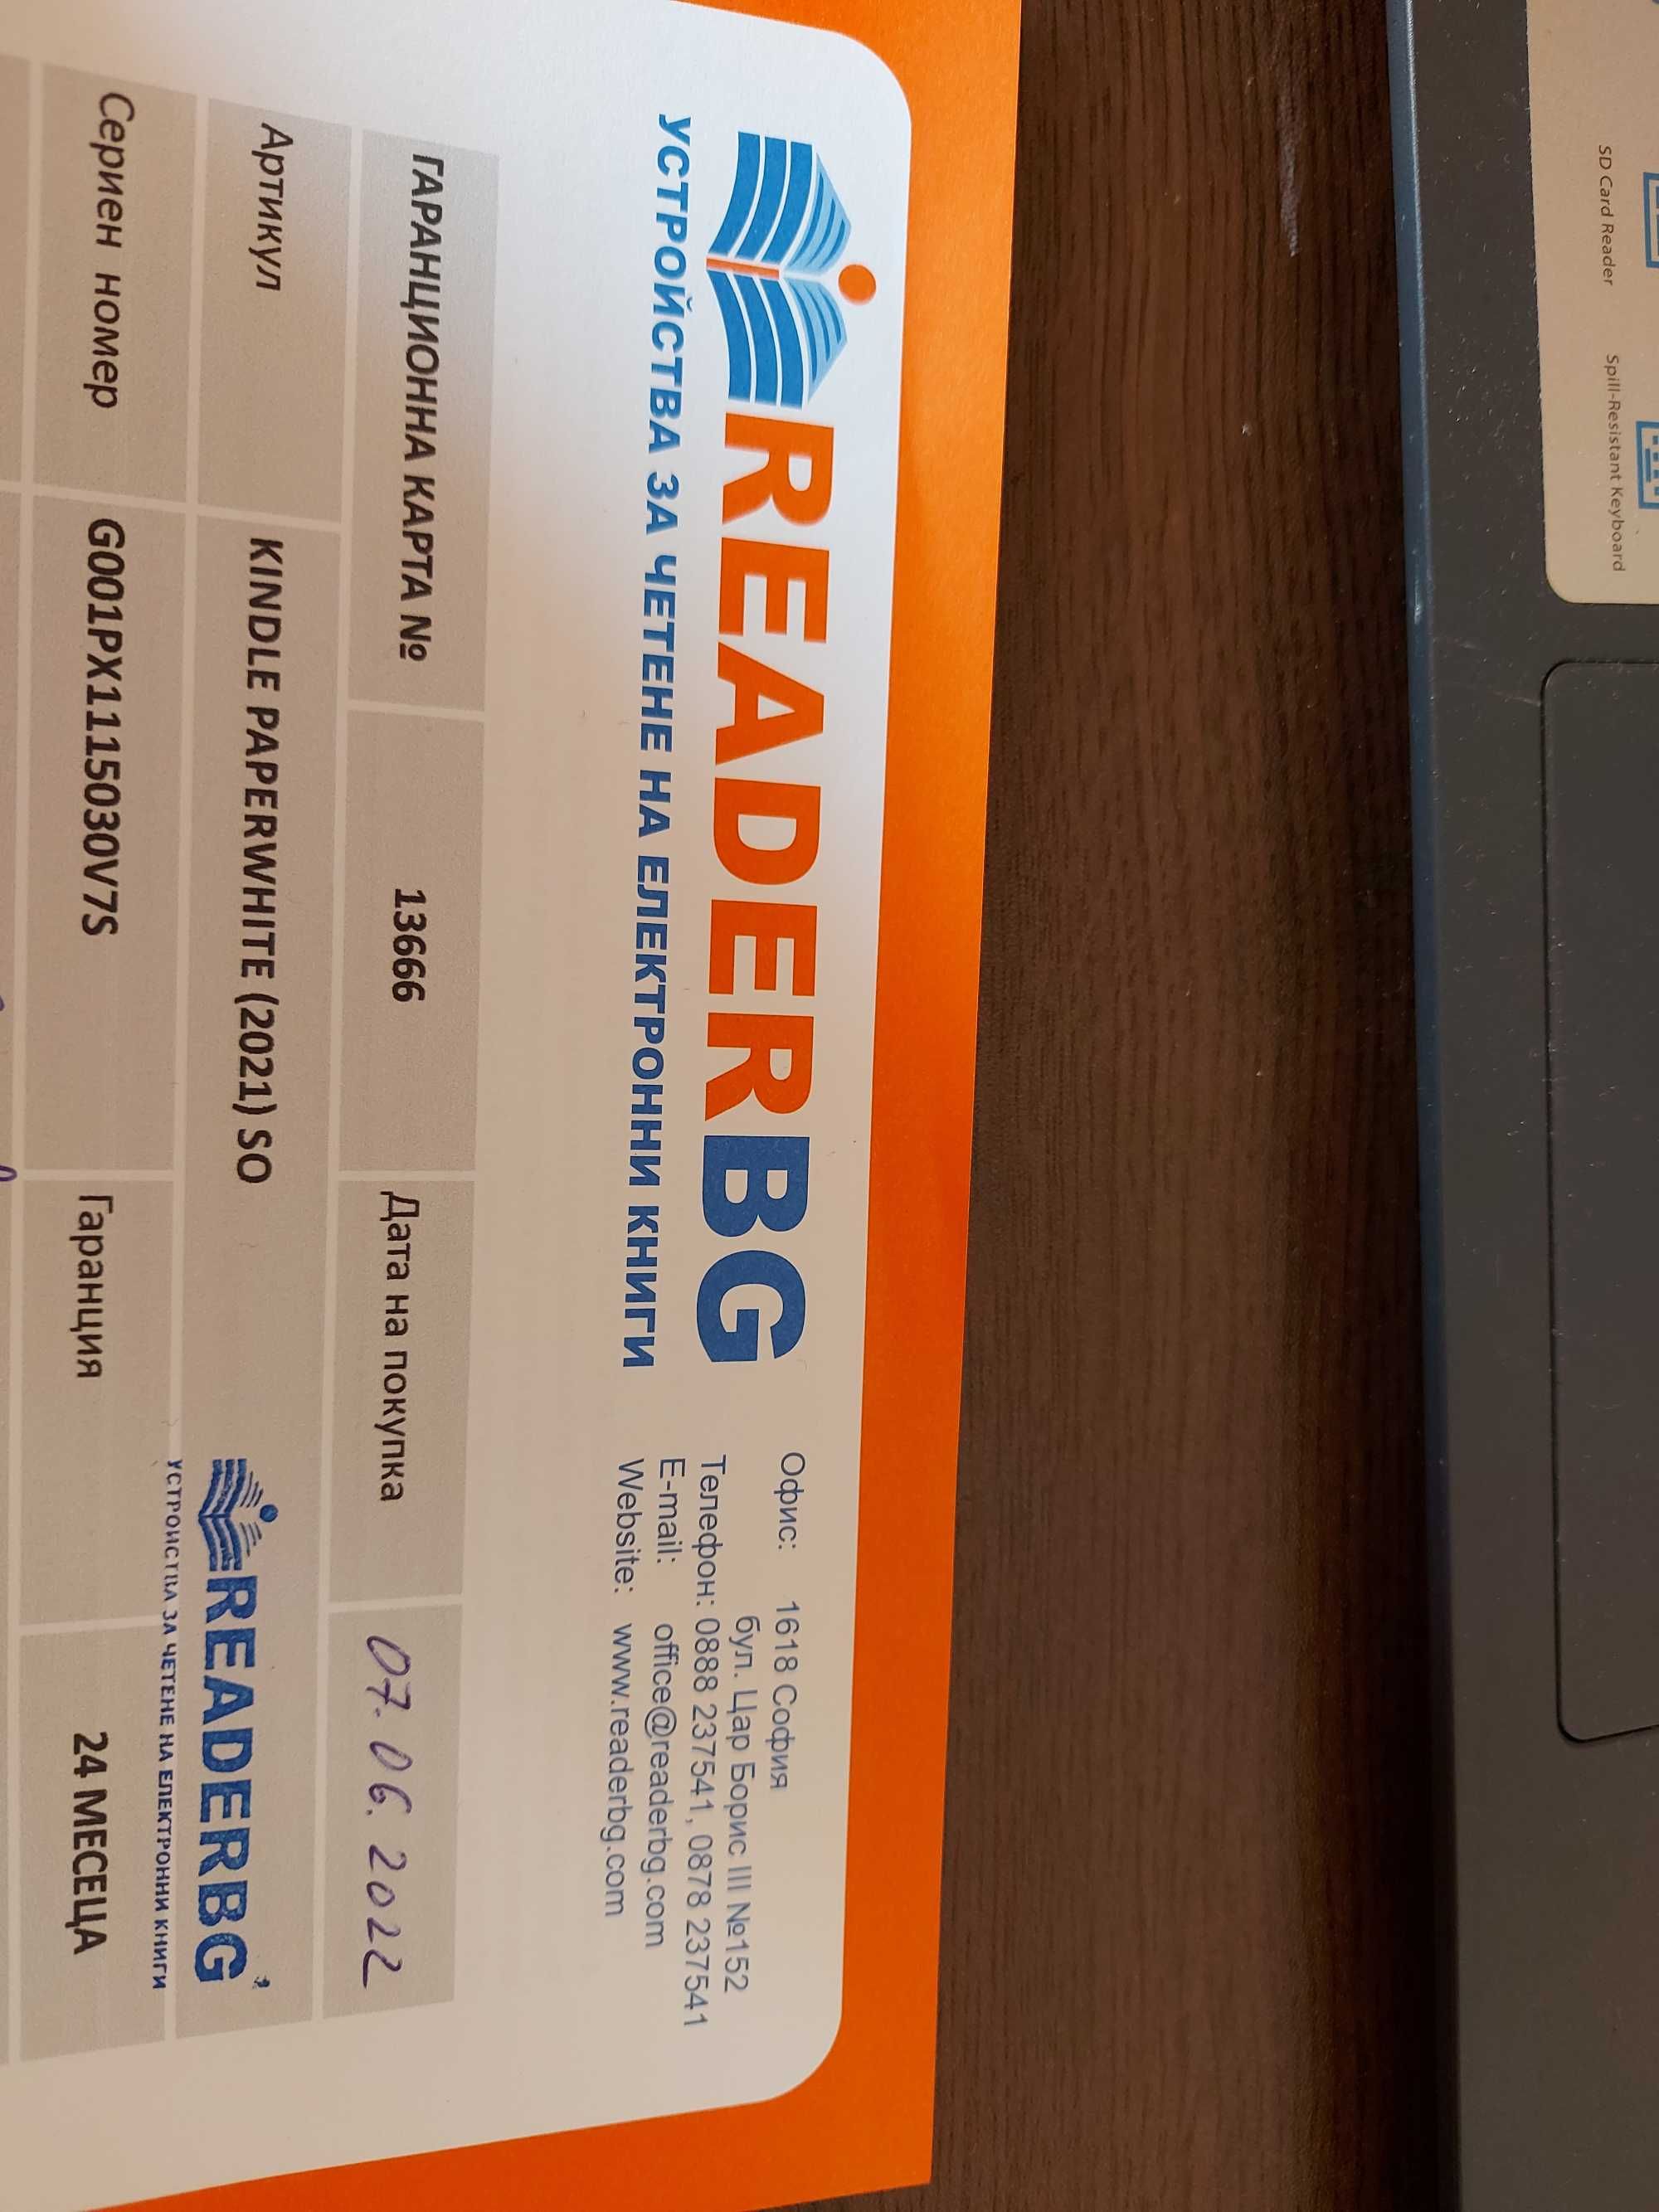 READERBG
УСТРОЙСТВА ЗА ЧЕТЕНЕ НА ЕЛЕКТРОННИ КНИГИ
Офис: 1618 София
бул. Цар Борис III №152
Телефон: 0888 237541, 0878 237541
E-mail: office@readerbg.com
Website: www.readerbg.com
ГАРАНЦИОННА КАРТА № 13666 Дата на покупка 07.06.2022
Артикул KINDLE PAPERWHITE (2021) SO
READERBG
УСТРОЙСТВА ЗА ЧЕТЕНЕ НА ЕЛЕКТРОННИ КНИГИ
Сериен номер G001PX1115030V7S Гаранция 24 МЕСЕЦА
SD Card Reader
Spill-Resistant Keyboard